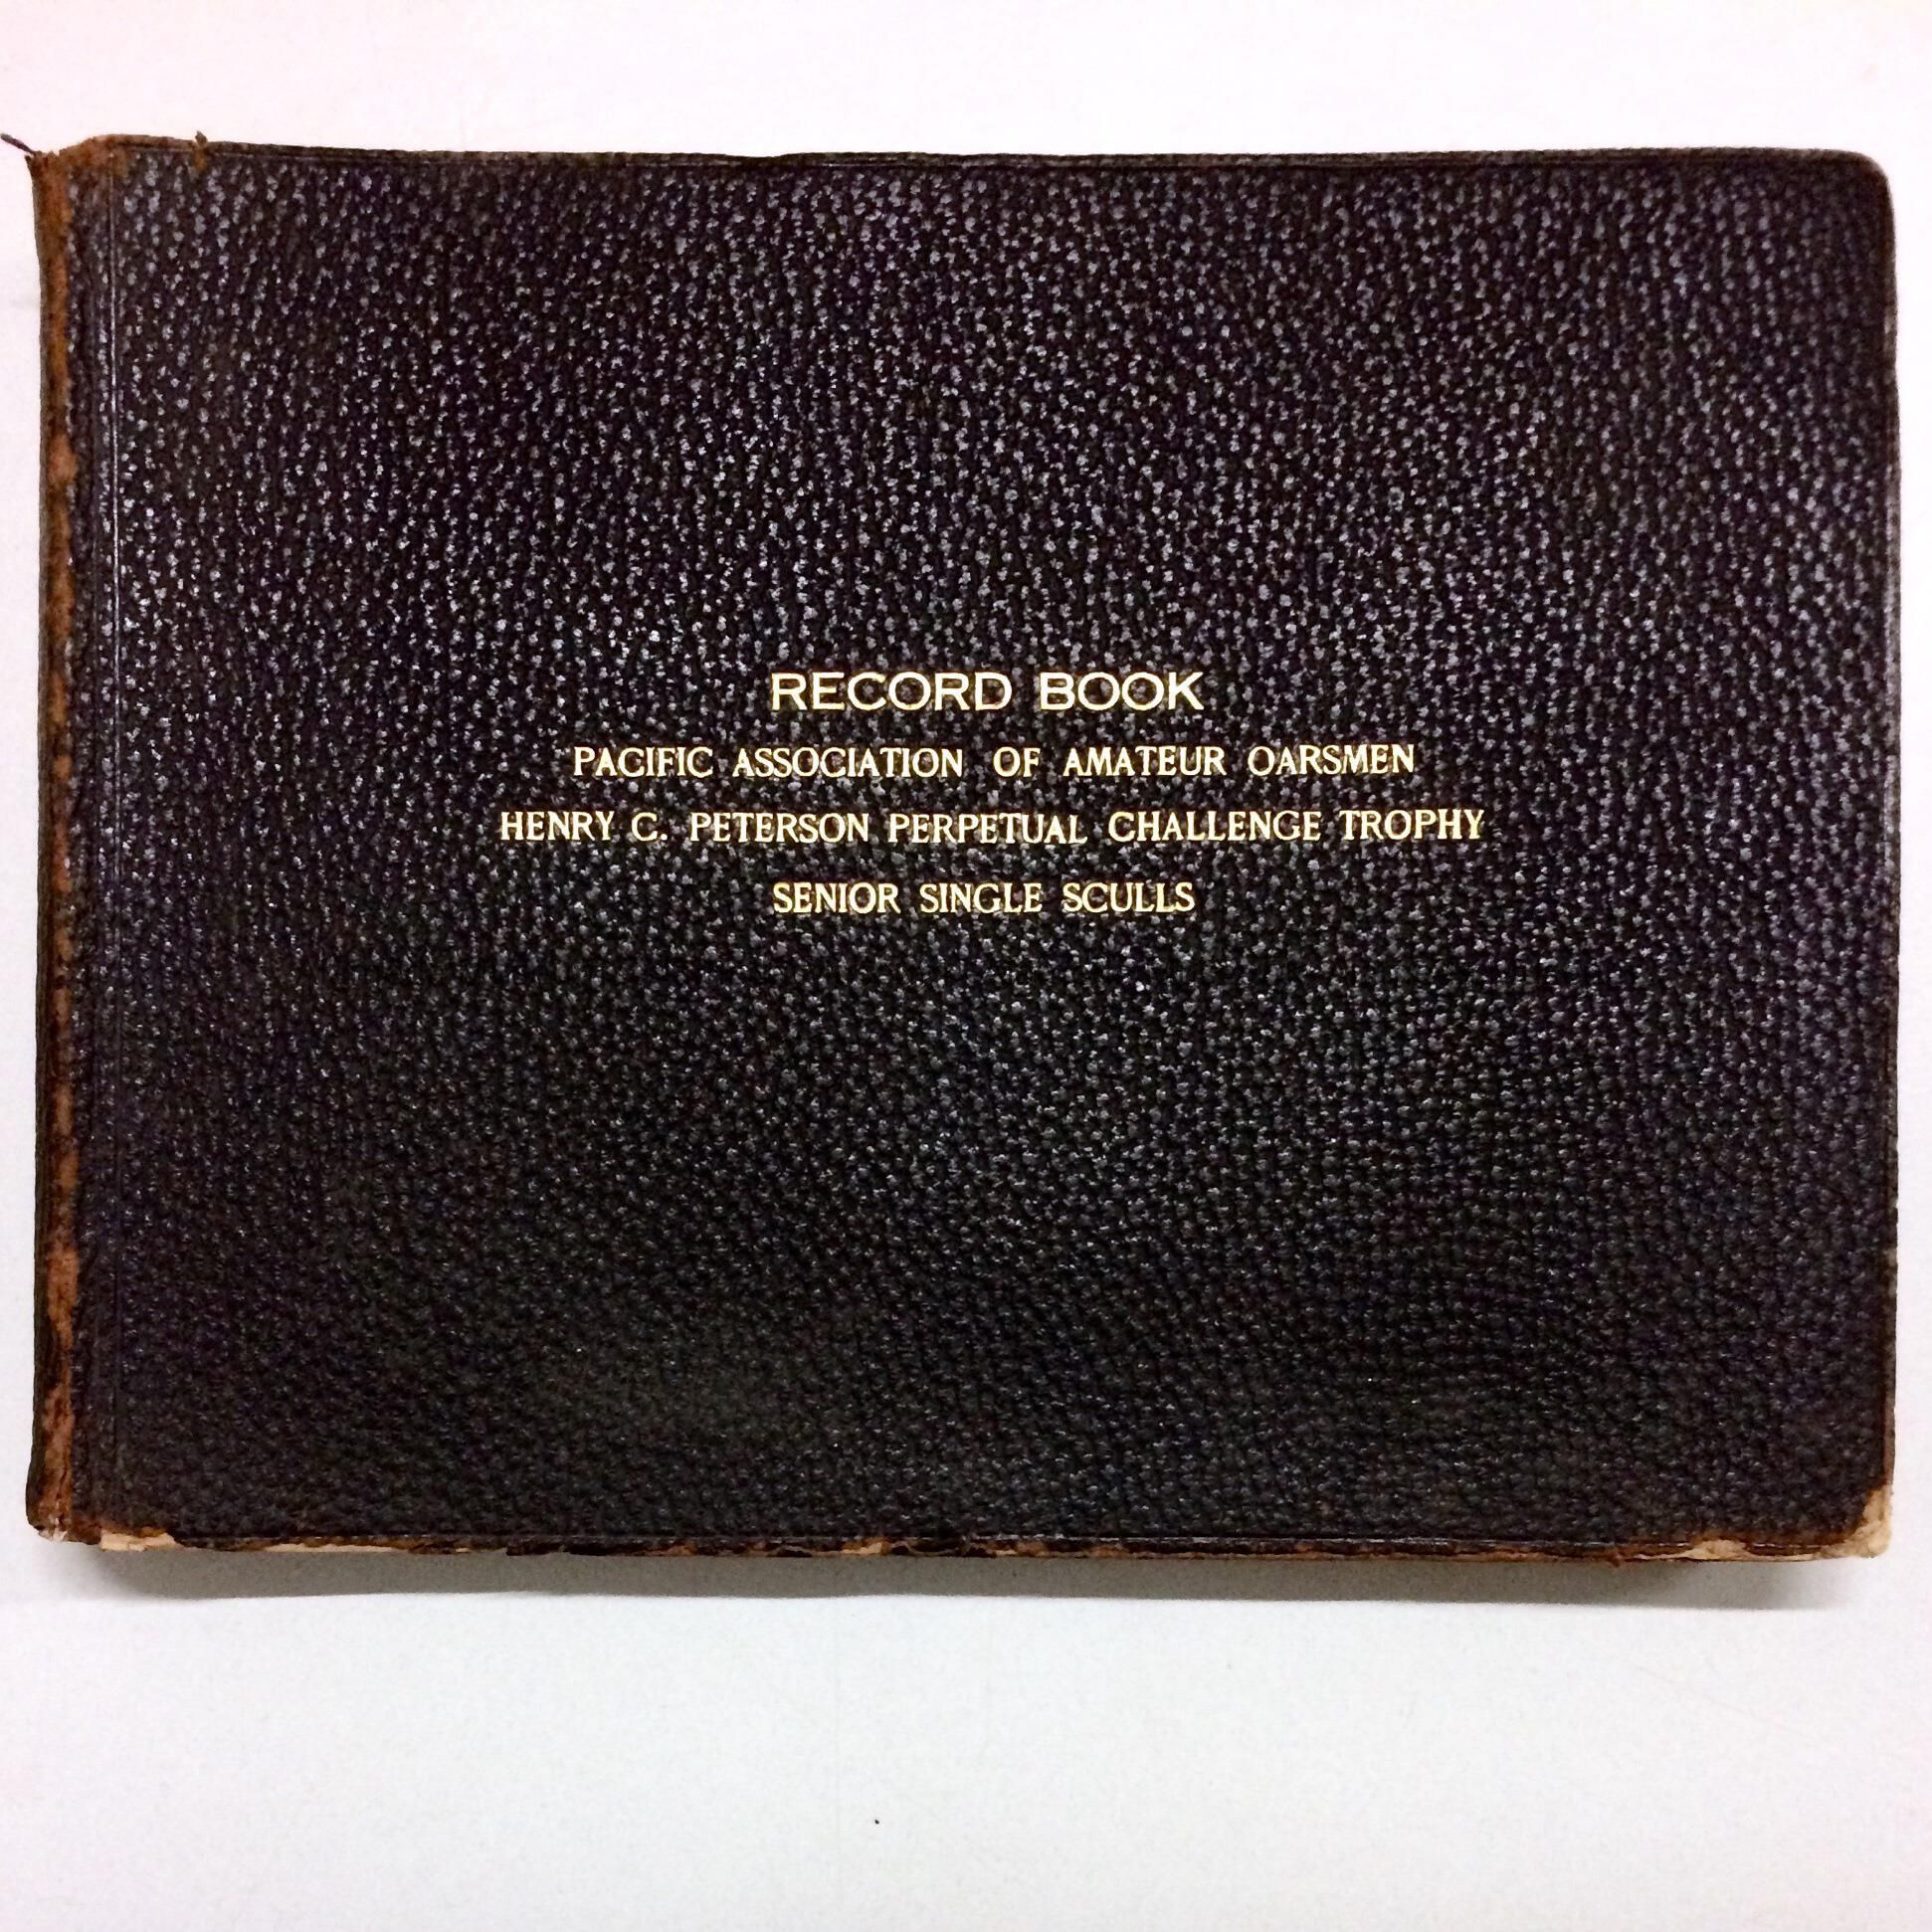 RECORD BOOK
PACIFIC ASSOCIATION OF AMATEUR OARSMEN
HENRY C. PETERSON PERPETUAL CHALLENGE TROPHY
SENIOR SINGLE SCULLS